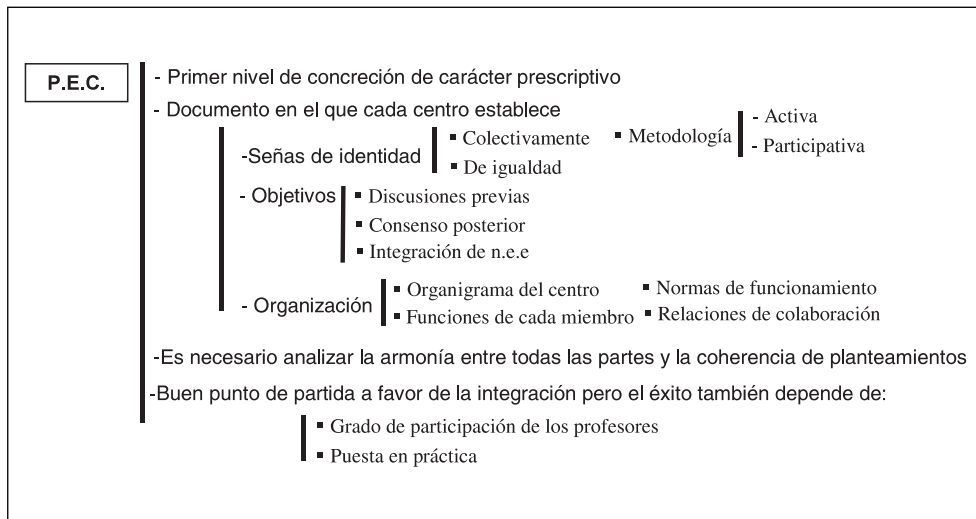 P.E.C.
- Primer nivel de concreción de carácter prescriptivo
- Documento en el que cada centro establece
-Señas de identidad
▪ Colectivamente
▪ De igualdad
▪ Metodología
- Activa
- Participativa
- Objetivos
▪ Discusiones previas
▪ Consenso posterior
▪ Integración de n.e.e
- Organización
▪ Organigrama del centro
▪ Funciones de cada miembro
▪ Normas de funcionamiento
▪ Relaciones de colaboración
-Es necesario analizar la armonía entre todas las partes y la coherencia de planteamientos
-Buen punto de partida a favor de la integración pero el éxito también depende de:
▪ Grado de participación de los profesores
▪ Puesta en práctica